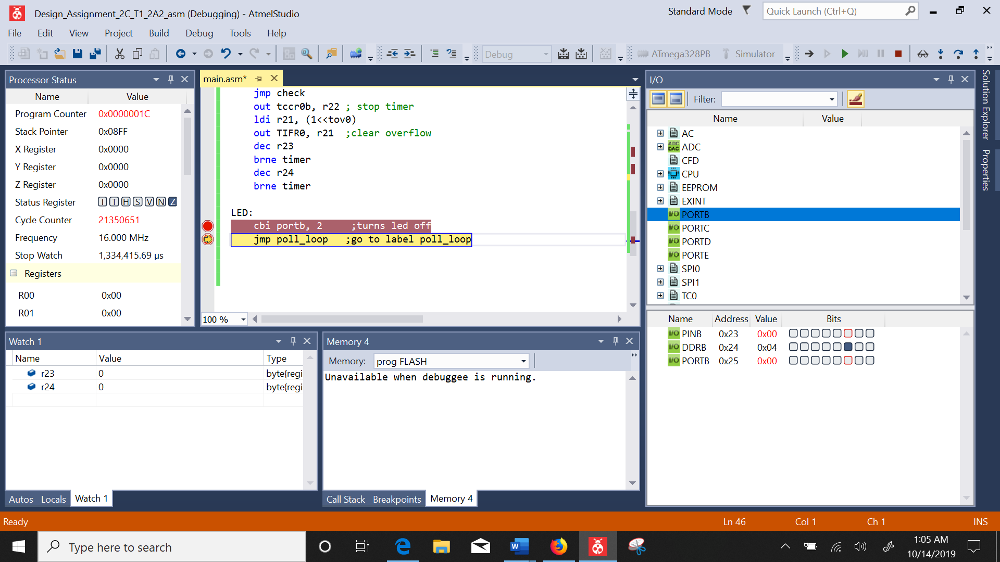 Design_Assignment_2C_T1_2A2_asm (Debugging) - AtmelStudio
Standard Mode
Quick Launch (Ctrl+Q)
File Edit View Project Build Debug Tools Help
Debug
ATmega328PB
Simulator
Processor Status
Name Value
Program Counter 0x0000001C
Stack Pointer 0x08FF
X Register 0x0000
Y Register 0x0000
Z Register 0x0000
Status Register I T H S V N Z
Cycle Counter 21350651
Frequency 16.000 MHz
Stop Watch 1,334,415.69 µs
Registers
R00 0x00
R01 0x00
main.asm*
jmp check
out tccr0b, r22 ; stop timer
ldi r21, (1<<tov0)
out TIFR0, r21 ;clear overflow
dec r23
brne timer
dec r24
brne timer
LED:
cbi portb, 2 ;turns led off
jmp poll_loop ;go to label poll_loop
100 %
I/O
Filter:
Name Value
AC
ADC
DAC
ADC
CFD
CPU
EEPROM
EXINT
I/O PORTB
I/O PORTC
I/O PORTD
I/O PORTE
SPI0
SPI1
TC0
Name Address Value Bits
I/O PINB 0x23 0x00
I/O DDRB 0x24 0x04
I/O PORTB 0x25 0x00
Solution Explorer
Properties
Watch 1
Name Value Type
r23 0 byte{regi
r24 0 byte{regi
Autos Locals Watch 1
Memory 4
Memory: prog FLASH
Unavailable when debuggee is running.
Call Stack Breakpoints Memory 4
Ready
Ln 46 Col 1 Ch 1 INS
Type here to search
W
1:05 AM
10/14/2019